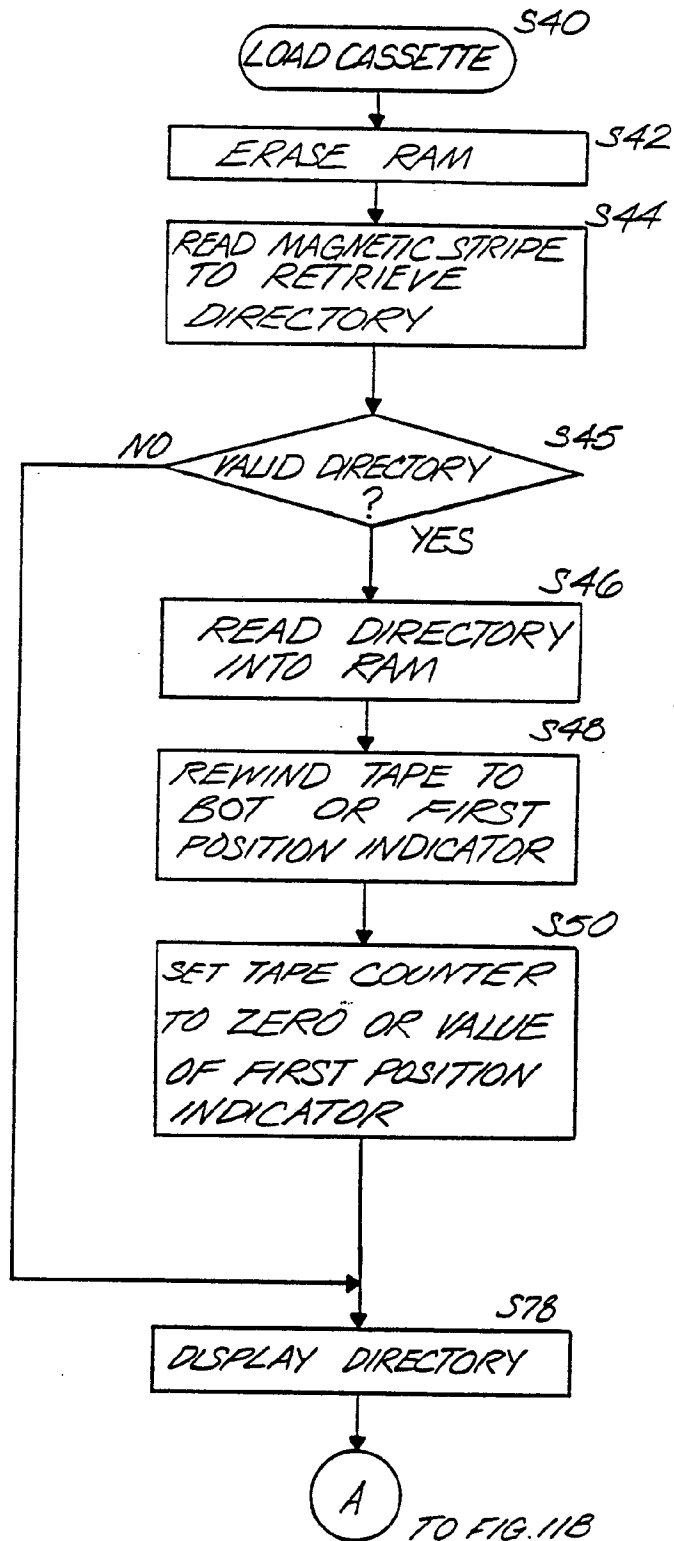 S40
LOAD CASSETTE
S42
ERASE RAM
S44
READ MAGNETIC STRIPE
TO RETRIEVE
DIRECTORY
S45
NO
VALID DIRECTORY
?
YES
S46
READ DIRECTORY
INTO RAM
S48
REWIND TAPE TO
BOT OR FIRST
POSITION INDICATOR
S50
SET TAPE COUNTER
TO ZERO OR VALUE
OF FIRST POSITION
INDICATOR
S78
DISPLAY DIRECTORY
A
TO FIG. 11B